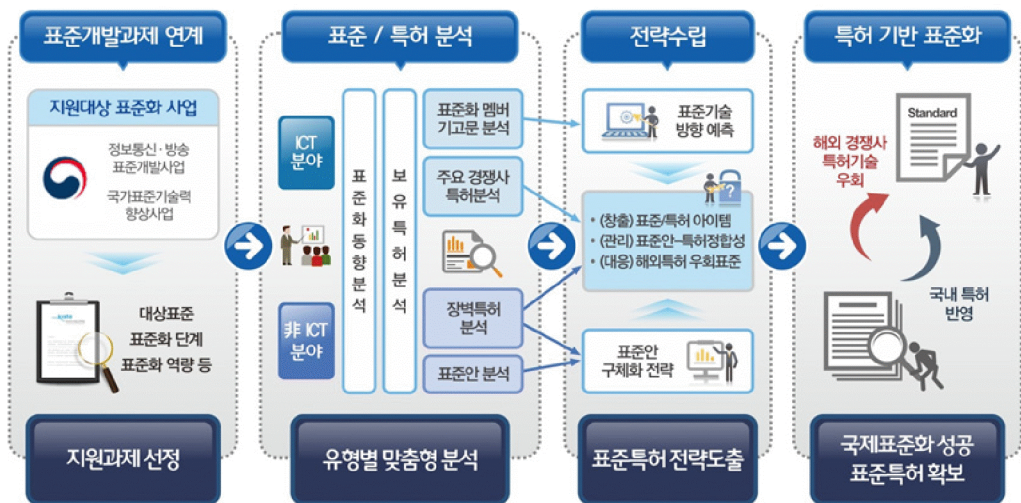 표준개발과제 연계
지원대상 표준화 사업
정보통신·방송
표준개발사업
국가표준기술력
향상사업
대상표준
표준화 단계
표준화 역량 등
지원과제 선정
표준 / 특허 분석
ICT
분야
非 ICT
분야
표준화동향분석
보유특허분석
표준화 멤버
기고문 분석
주요 경쟁사
특허분석
장벽특허
분석
표준안 분석
유형별 맞춤형 분석
전략수립
표준기술
방향 예측
• (창출) 표준/특허 아이템
• (관리) 표준안–특허정합성
• (대응) 해외특허 우회표준
표준안
구체화 전략
표준특허 전략도출
특허 기반 표준화
Standard
해외 경쟁사
특허기술
우회
국내 특허
반영
국제표준화 성공
표준특허 확보